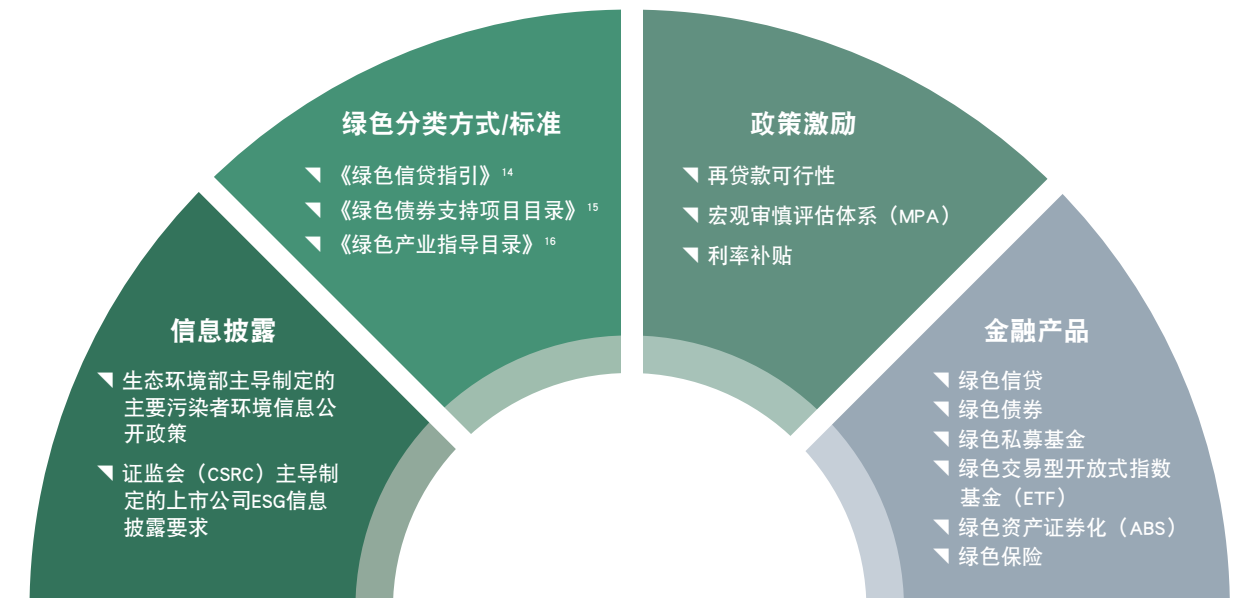 绿色分类方式/标准
《绿色信贷指引》14
《绿色债券支持项目目录》15
《绿色产业指导目录》16
政策激励
再贷款可行性
宏观审慎评估体系（MPA）
利率补贴
信息披露
生态环境部主导制定的
主要污染者环境信息公
开政策
证监会（CSRC）主导制
定的上市公司ESG信息
披露要求
金融产品
绿色信贷
绿色债券
绿色私募基金
绿色交易型开放式指数
基金（ETF）
绿色资产证券化（ABS）
绿色保险